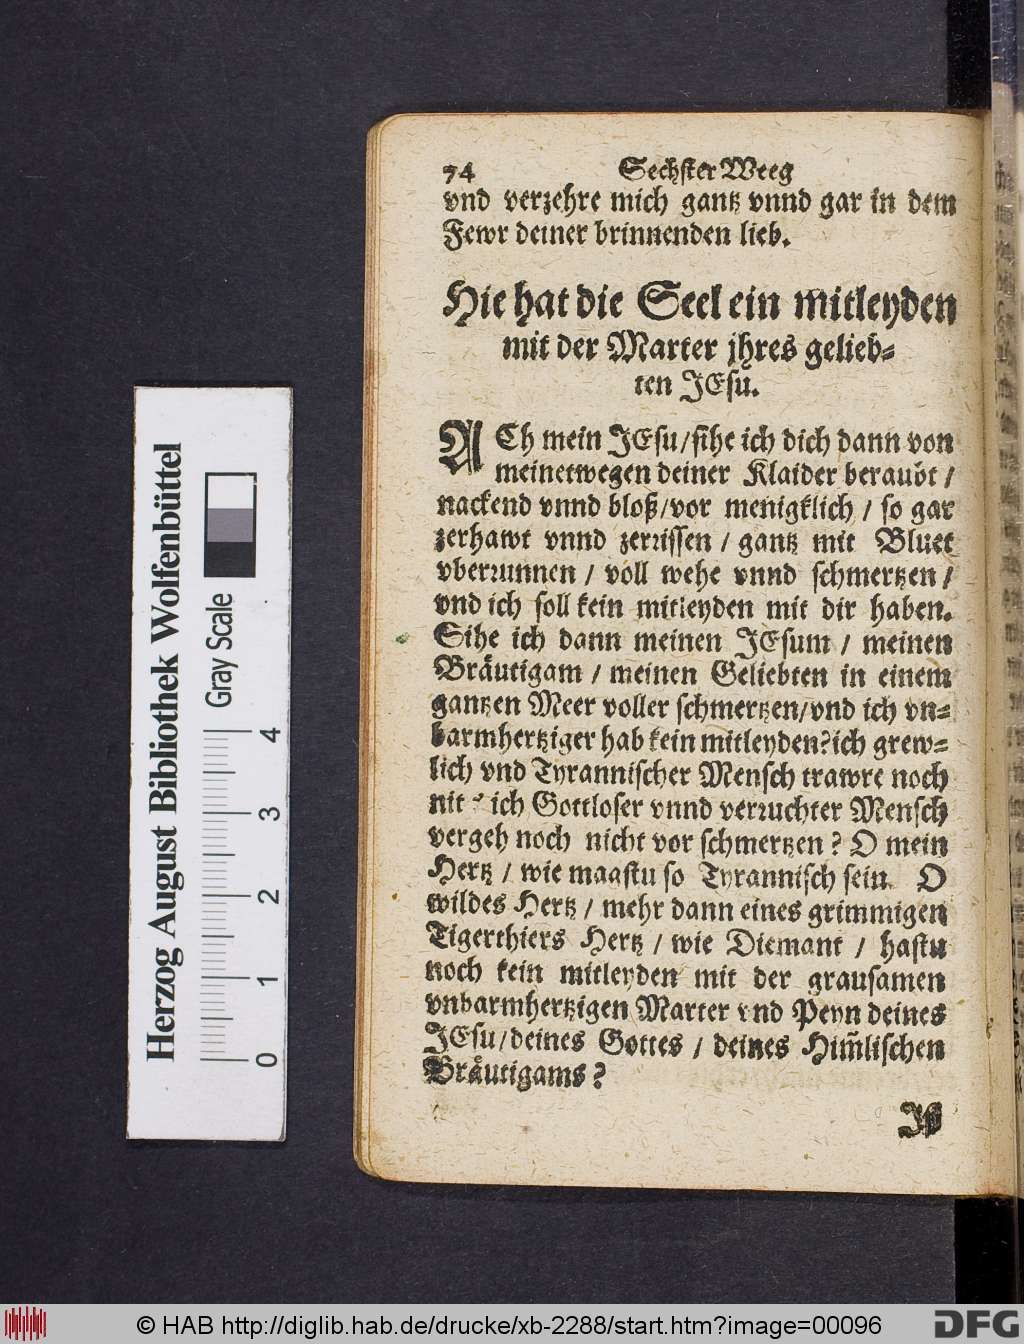 74 Sechster Weeg
vnd verzehre mich gantz vnnd gar in dem
Fewr deiner brinnenden lieb.
Hie hat die Seel ein mitleyden
mit der Marter jhres gelieb-
ten JEsu.
ACh mein JEsu/sihe ich dich dann von
meinetwegen deiner Klaider beraubt /
nackend vnnd bloß/vor menigklich / so gar
zerhawt vnnd zerrissen / gantz mit Bluet
vberrunnen / voll wehe vnnd schmertzen /
vnd ich soll kein mitleyden mit dir haben.
Sihe ich dann meinen JEsum / meinen
Bräutigam / meinen Geliebten in einem
gantzen Meer voller schmertzen/vnd ich vn-
barmhertziger hab kein mitleyden?ich grew-
lich vnd Tyrannischer Mensch trawre noch
nit ? ich Gottloser vnnd verruchter Mensch
vergeh noch nicht vor schmertzen ? O mein
Hertz / wie magstu so Tyrannisch sein. O
wildes Hertz / mehr dann eines grimmigen
Tigerthiers Hertz / wie Diemant / hastu
noch kein mitleyden mit der grausamen
vnbarmhertzigen Marter vnd Peyn deines
JEsu/deines Gottes / deines Him̃lischen
Bräutigams ?
Herzog August Bibliothek Wolfenbüttel
Gray Scale
0 1 2 3 4
© HAB http://diglib.hab.de/drucke/xb-2288/start.htm?image=00096
DFG